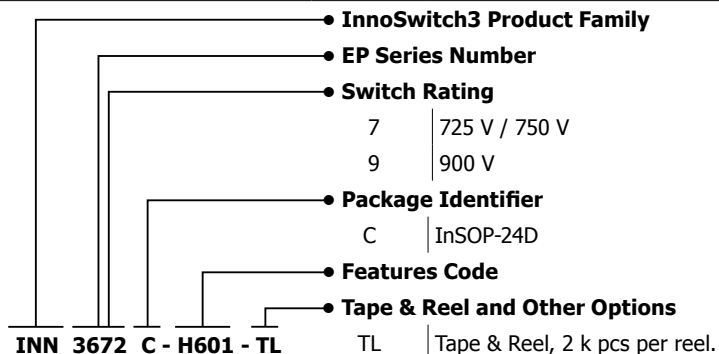 • InnoSwitch3 Product Family
• EP Series Number
• Switch Rating
7 725 V / 750 V
9 900 V
• Package Identifier
C InSOP-24D
• Features Code
• Tape & Reel and Other Options
INN 3672 C - H601 - TL TL Tape & Reel, 2 k pcs per reel.